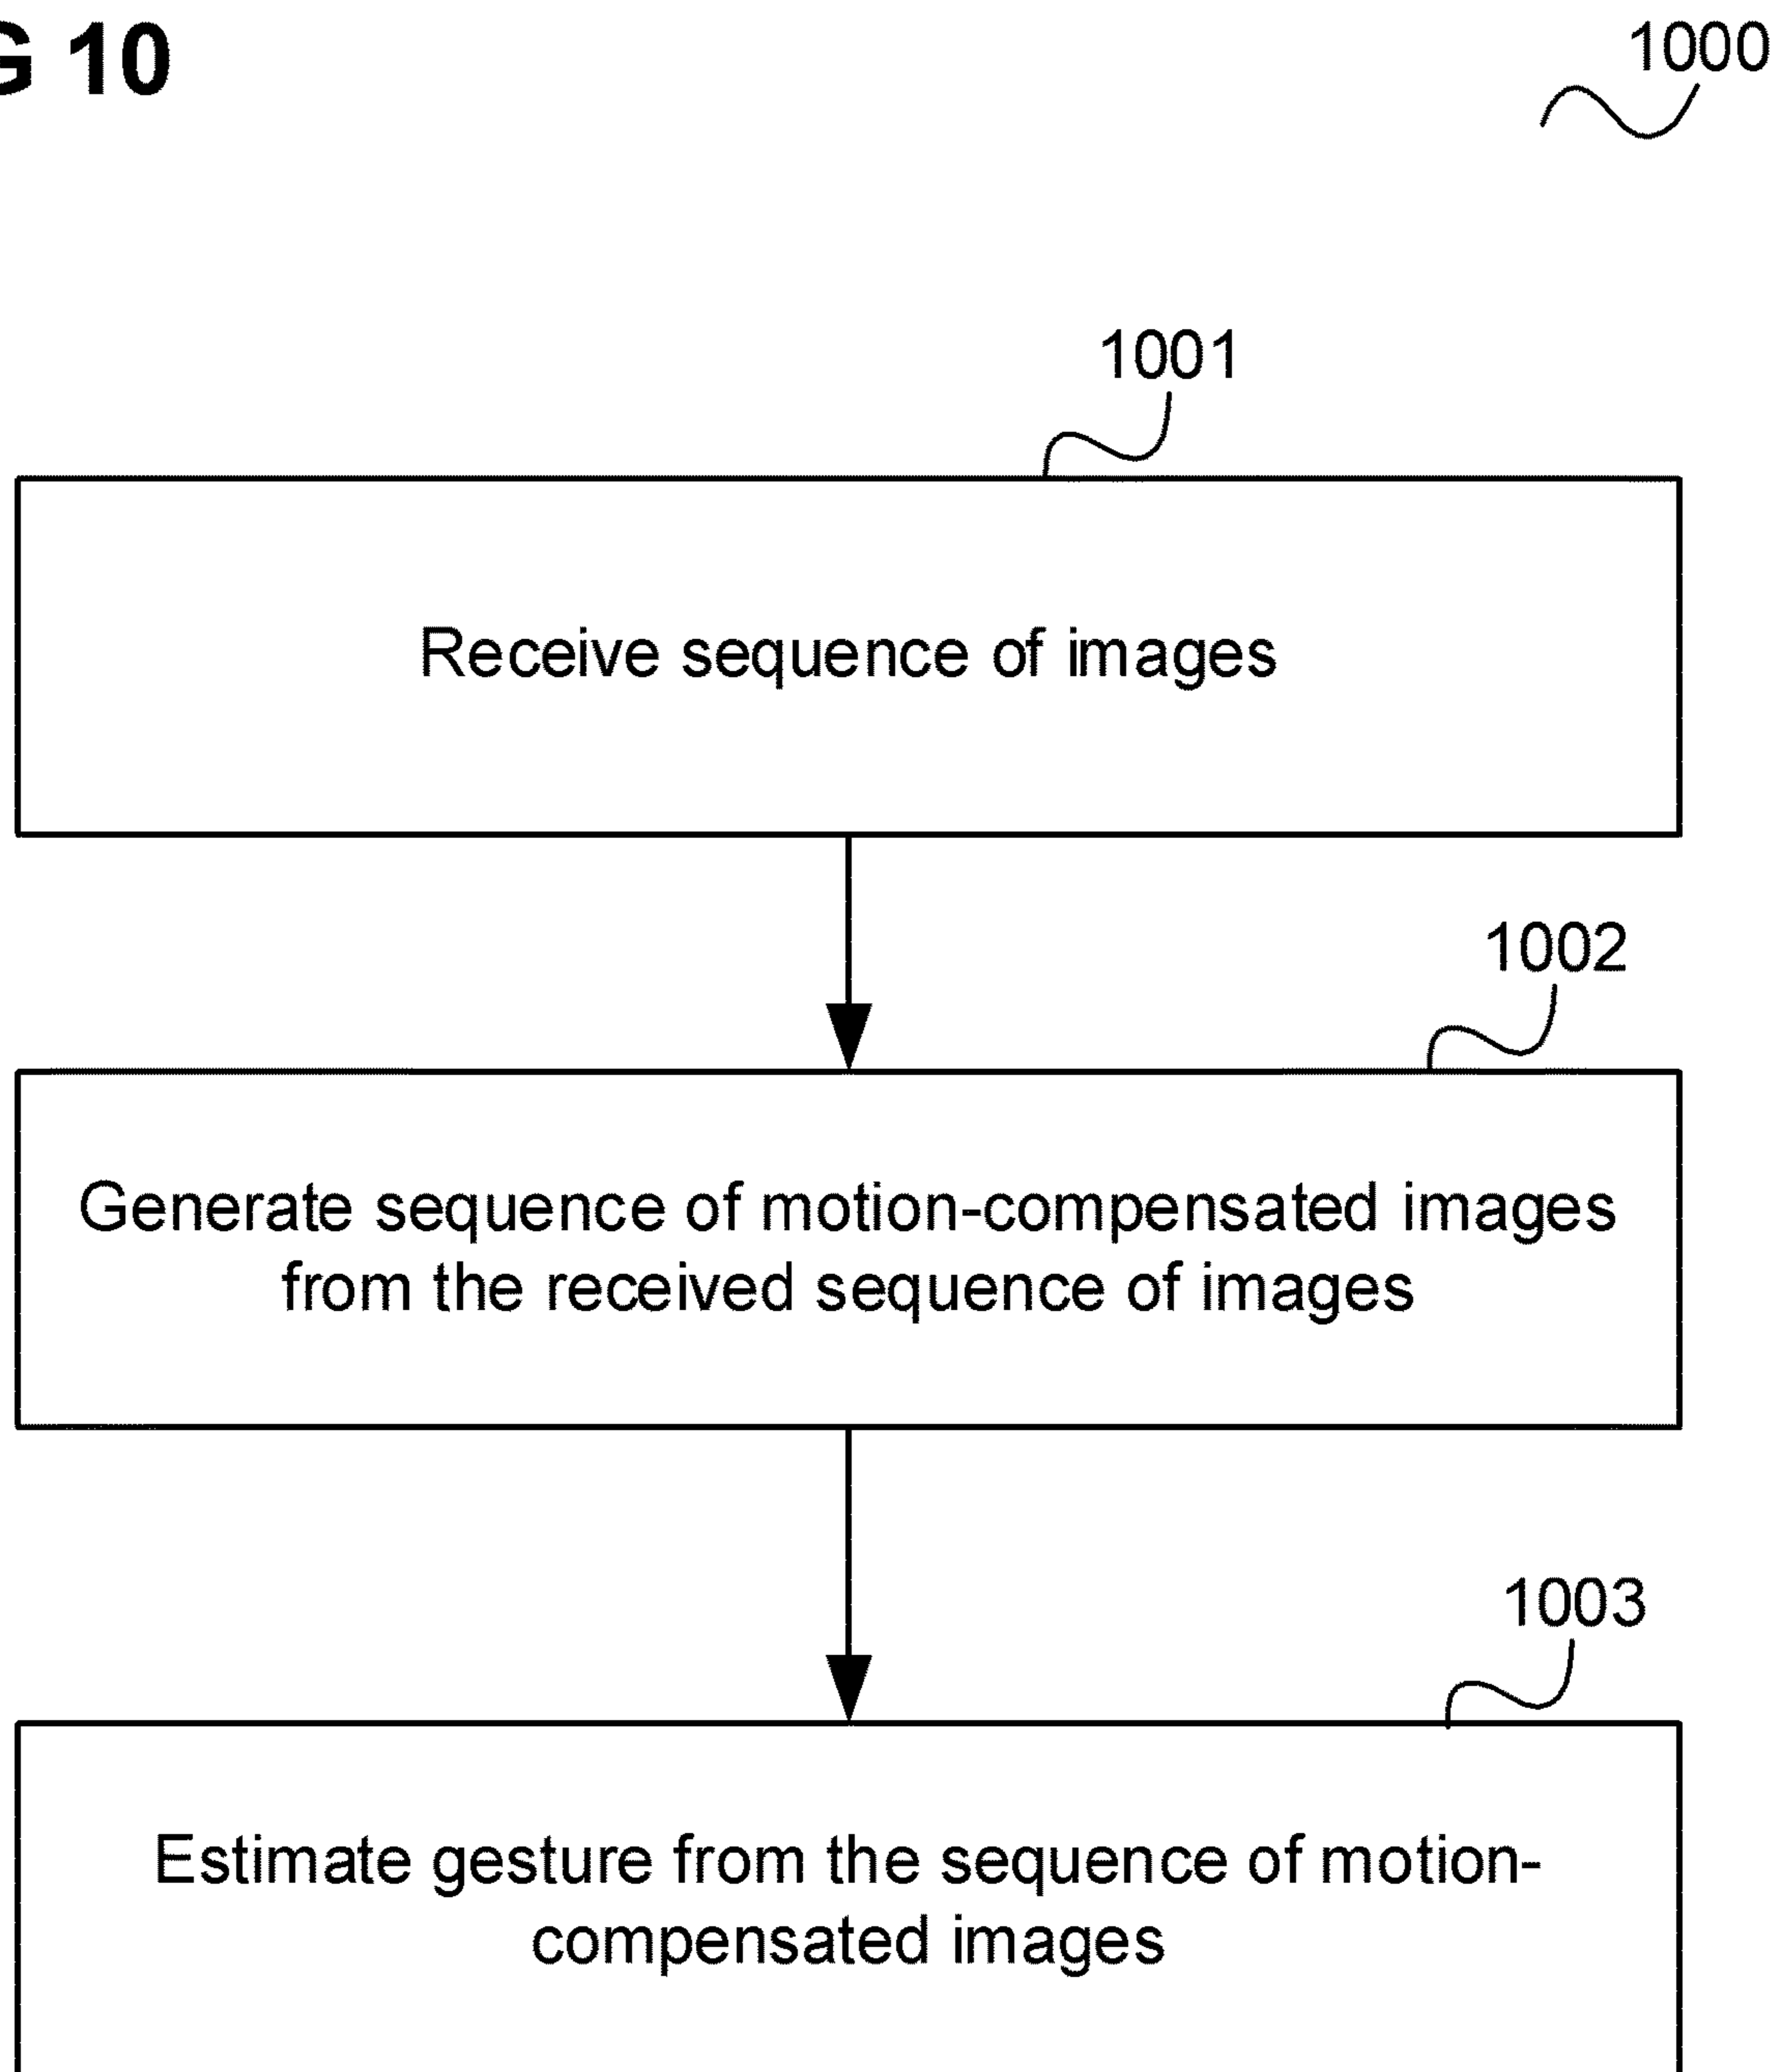 G 10
1000
1001
Receive sequence of images
1002
Generate sequence of motion-compensated images
from the received sequence of images
1003
Estimate gesture from the sequence of motion-
compensated images